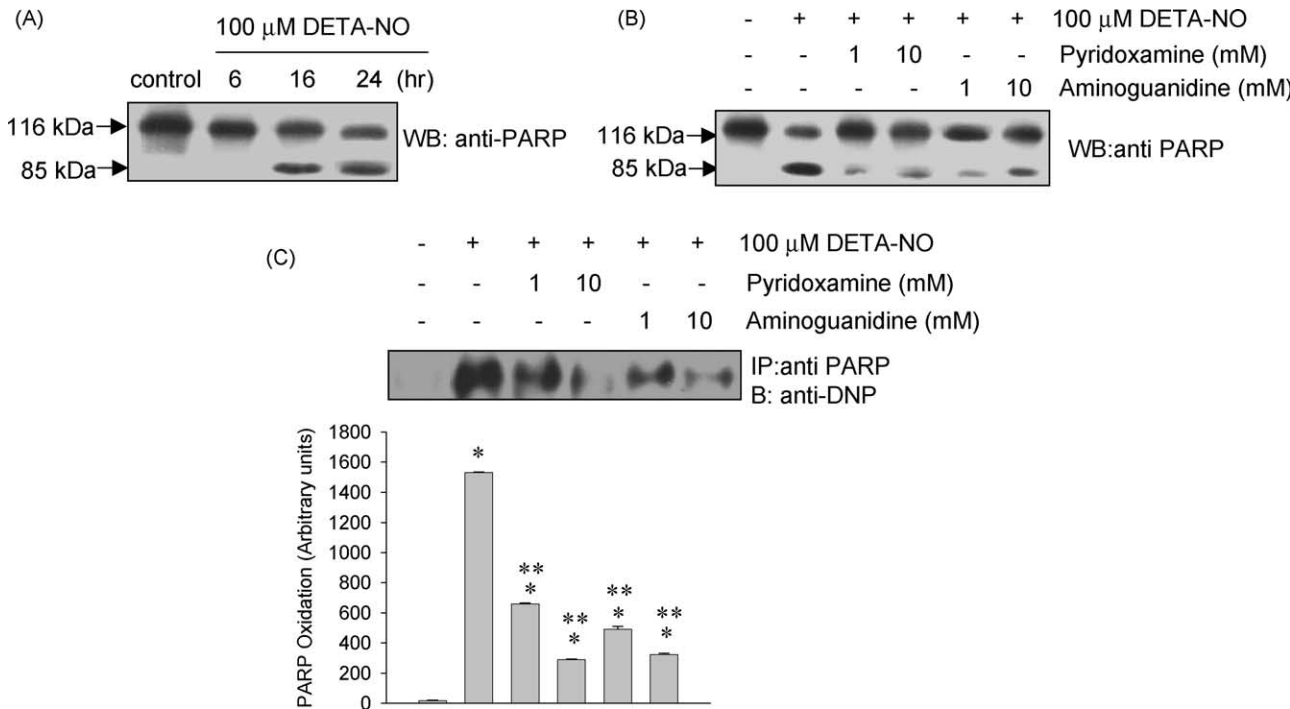 (A)
100 μM DETA-NO
control 6 16 24 (hr)
116 kDa
85 kDa
WB: anti-PARP
(B)
- + + + + + 100 μM DETA-NO
- - 1 10 - - Pyridoxamine (mM)
- - - - 1 10 Aminoguanidine (mM)
116 kDa
85 kDa
WB:anti PARP
(C)
- + + + + + 100 μM DETA-NO
- - 1 10 - - Pyridoxamine (mM)
- - - - 1 10 Aminoguanidine (mM)
IP:anti PARP
B: anti-DNP
PARP Oxidation (Arbitrary units)
1800
1600
1400
1200
1000
800
600
400
200
0
*
**
*
**
*
**
*
**
*